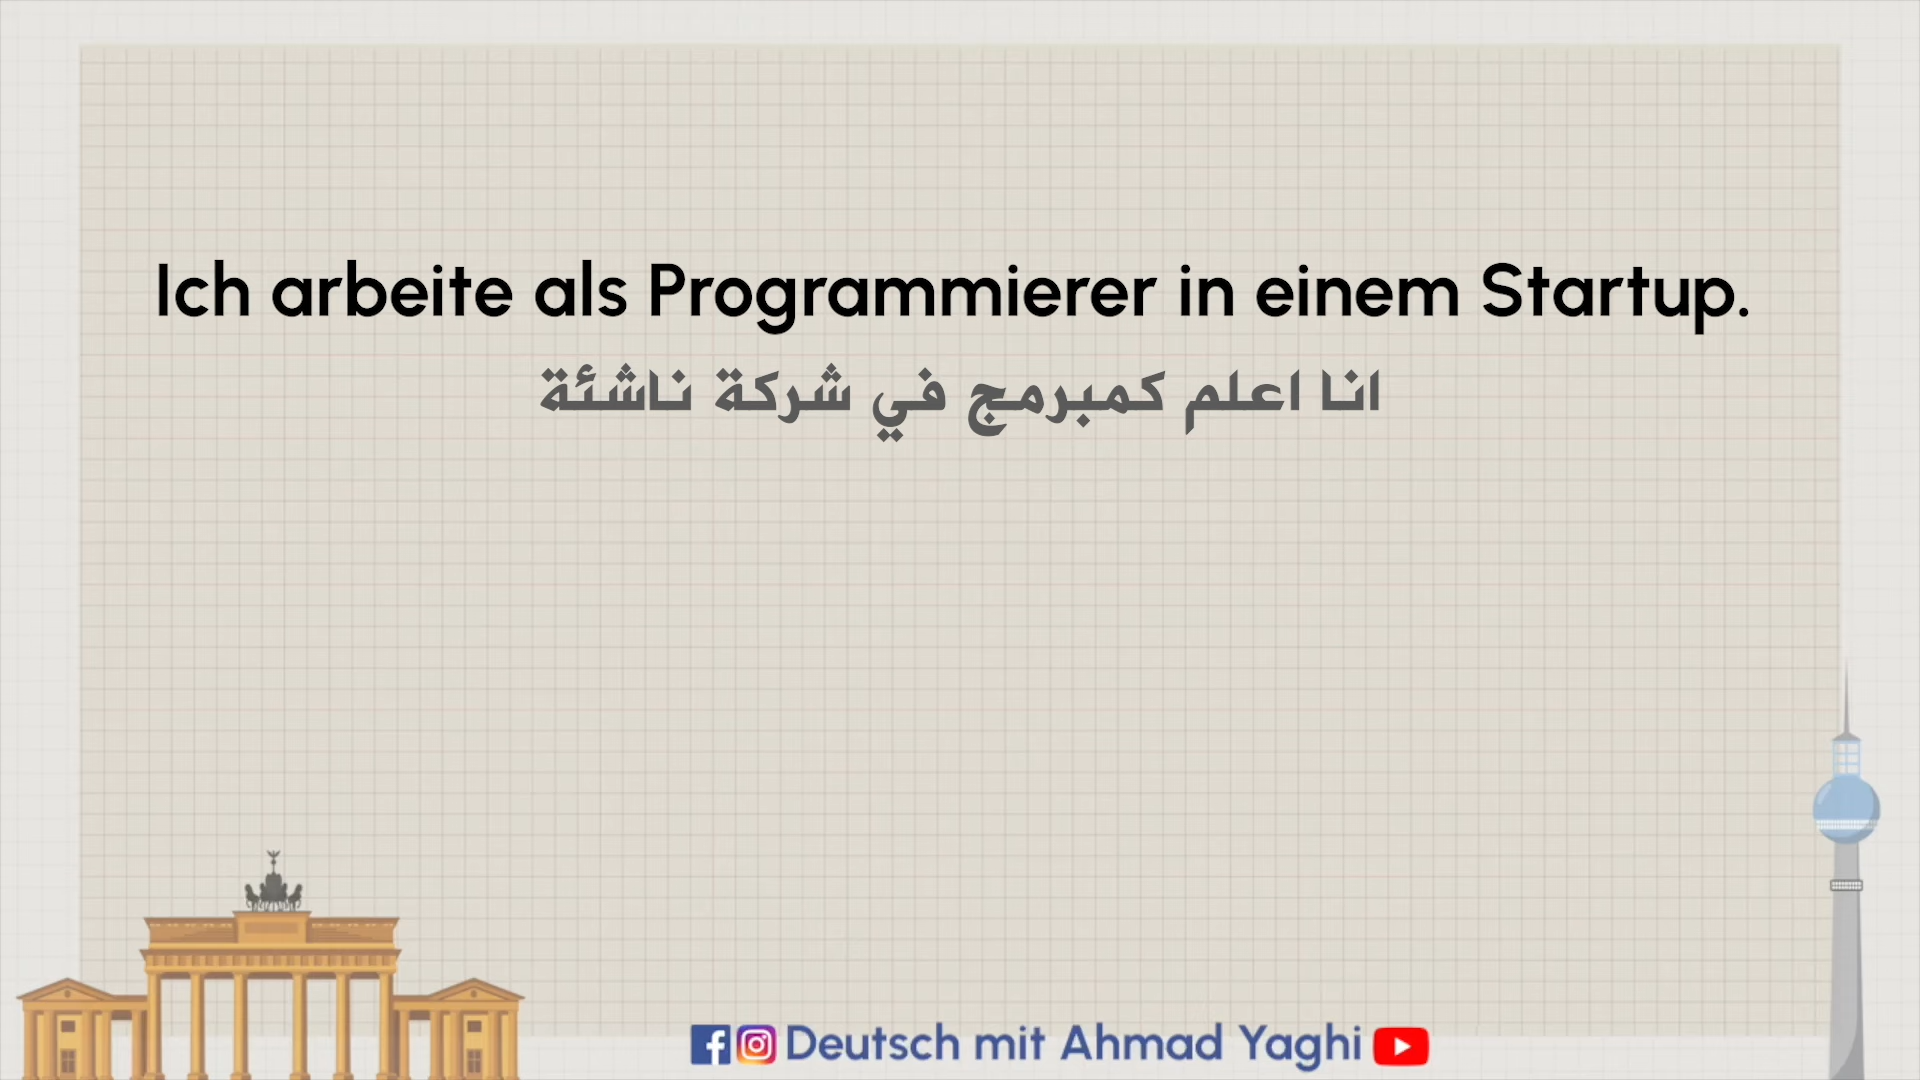 Ich arbeite als Programmierer in einem Startup.
انا اعلم كمبرمج في شركة ناشئة
Deutsch mit Ahmad Yaghi